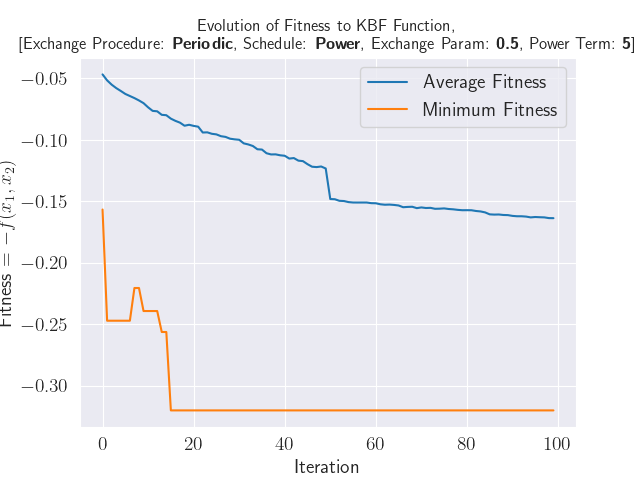 Evolution of Fitness to KBF Function,
[Exchange Procedure: Periodic, Schedule: Power, Exchange Param: 0.5, Power Term: 5]
Average Fitness
Minimum Fitness
Fitness = −f(x₁, x₂)
−0.05
−0.10
−0.15
−0.20
−0.25
−0.30
0 20 40 60 80 100
Iteration